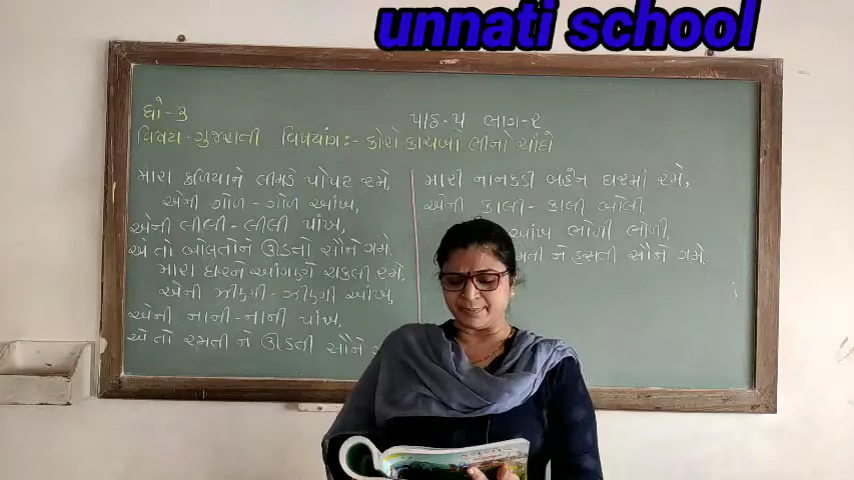 unnati school
ધો-૩
પાઠ-૫ ભાગ-૨
વિષય-ગુજરાતી વિષયાંગ:- કોરો કાચબો ભીનો ચાંદો
મારા ફળિયાને લીમડે પોપટ રમે,
એની ગોળ-ગોળ આંખ,
એની લીલી-લીલી પાંખ,
એ તો બોલતોને ઊડતો સૌને ગમે.
મારા ઘરને આંગણે ચકલી રમે,
એની ઝીણી-ઝીણી આંખ,
એની નાની-નાની પાંખ,
એ તો રમતી ને ઊડતી સૌને
મારી નાનકડી બહેન ઘરમાં રમે,
એની કાલી-કાલી બોલી,
આંખ ભોળી ભોળી,
ને હસતી સૌને ગમે.